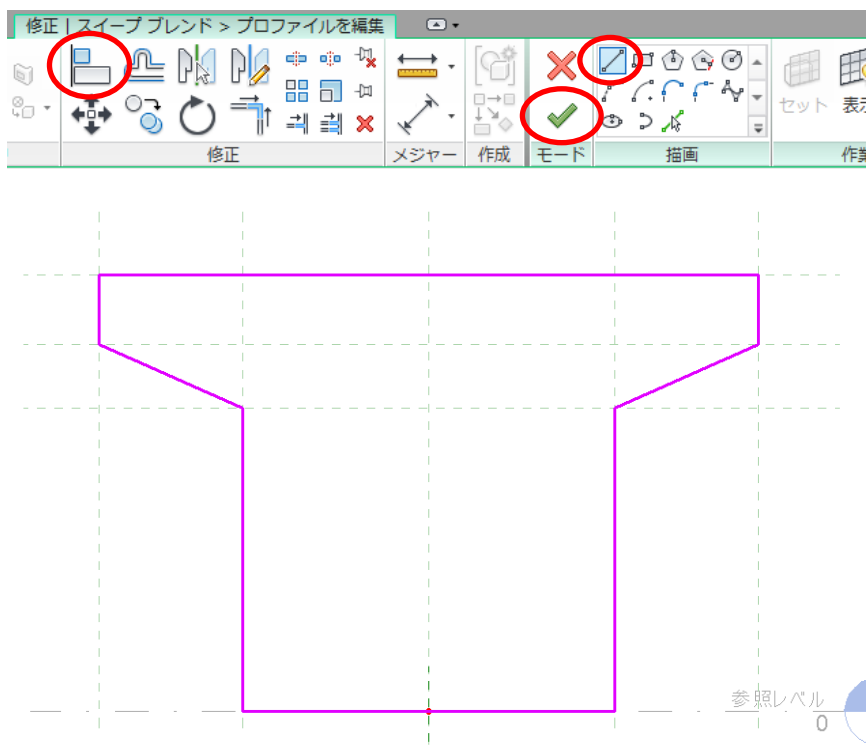 修正 | スイープ ブレンド > プロファイルを編集
セット
表示
修正
メジャー
作成
モード
描画
作業
参照レベル
0